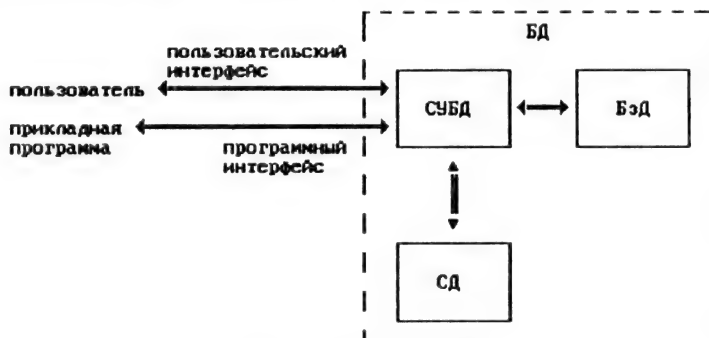 БД
пользовательский
интерфейс
пользователь
СУБД
БэД
прикладная
программа
программный
интерфейс
СД